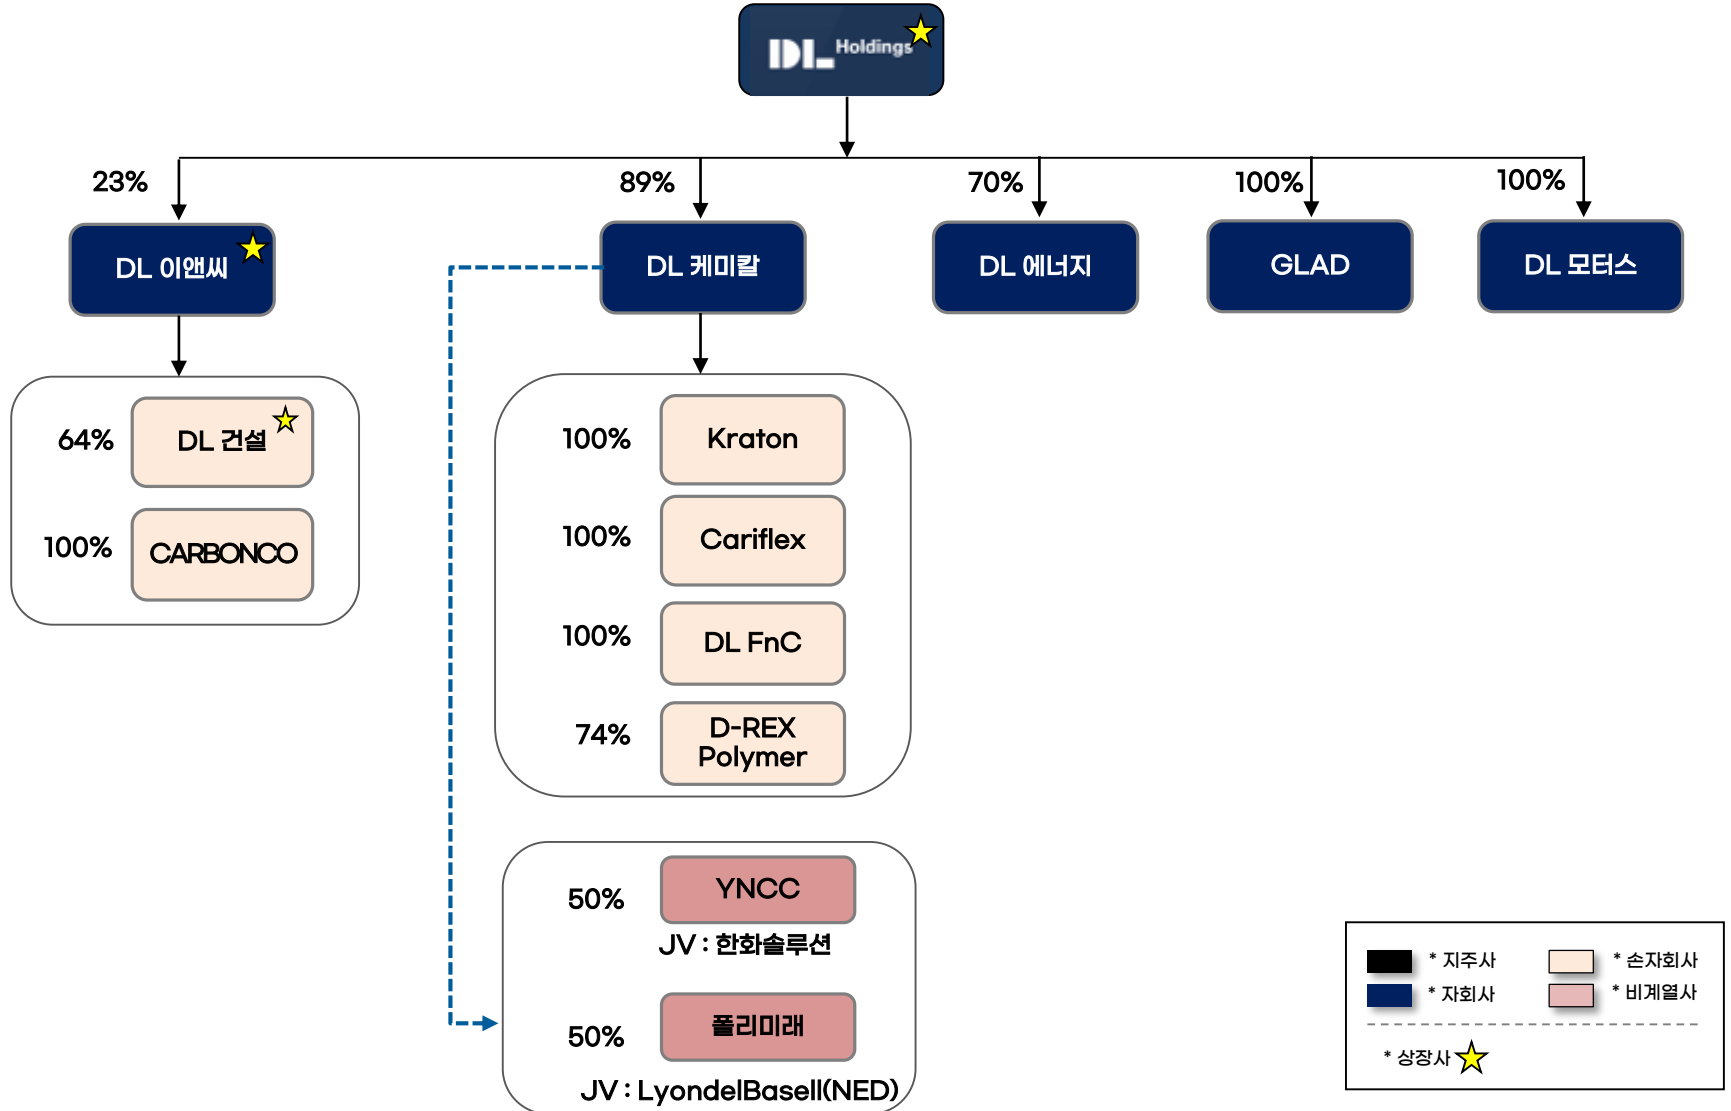 DL Holdings
23%
89%
70%
100%
100%
DL 이앤씨
DL 케미칼
DL 에너지
GLAD
DL 모터스
64%
DL 건설
100%
CARBONCO
100%
Kraton
100%
Cariflex
100%
DL FnC
74%
D-REX
Polymer
50%
YNCC
JV : 한화솔루션
50%
폴리미래
JV : LyondelBasell(NED)
* 지주사
* 손자회사
* 자회사
* 비계열사
* 상장사